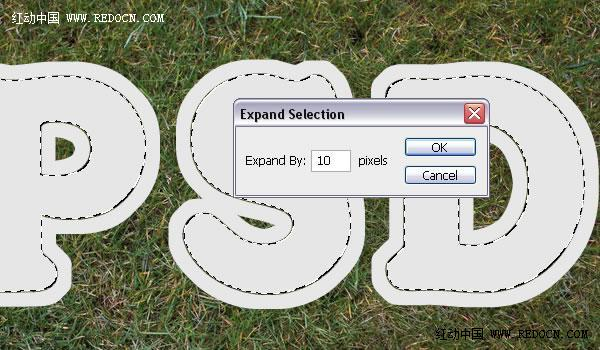 红动中国 WWW.REDOCN.COM
PSD
Expand Selection
Expand By: 10 pixels
OK
Cancel
红动中国 WWW.REDOCN.COM